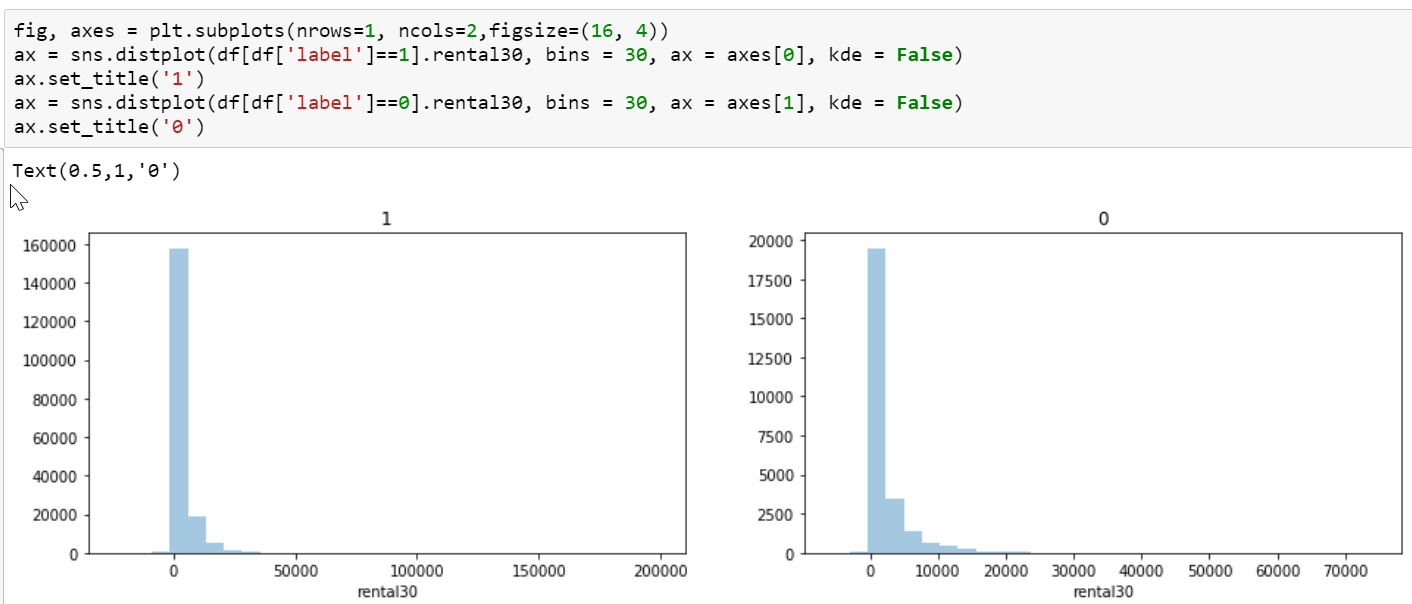 fig, axes = plt.subplots(nrows=1, ncols=2,figsize=(16, 4))
ax = sns.distplot(df[df['label']==1].rental30, bins = 30, ax = axes[0], kde = False)
ax.set_title('1')
ax = sns.distplot(df[df['label']==0].rental30, bins = 30, ax = axes[1], kde = False)
ax.set_title('0')
Text(0.5,1,'0')
1
160000
140000
120000
100000
80000
60000
40000
20000
0
0 50000 100000 150000 200000
rental30
0
20000
17500
15000
12500
10000
7500
5000
2500
0
0 10000 20000 30000 40000 50000 60000 70000
rental30